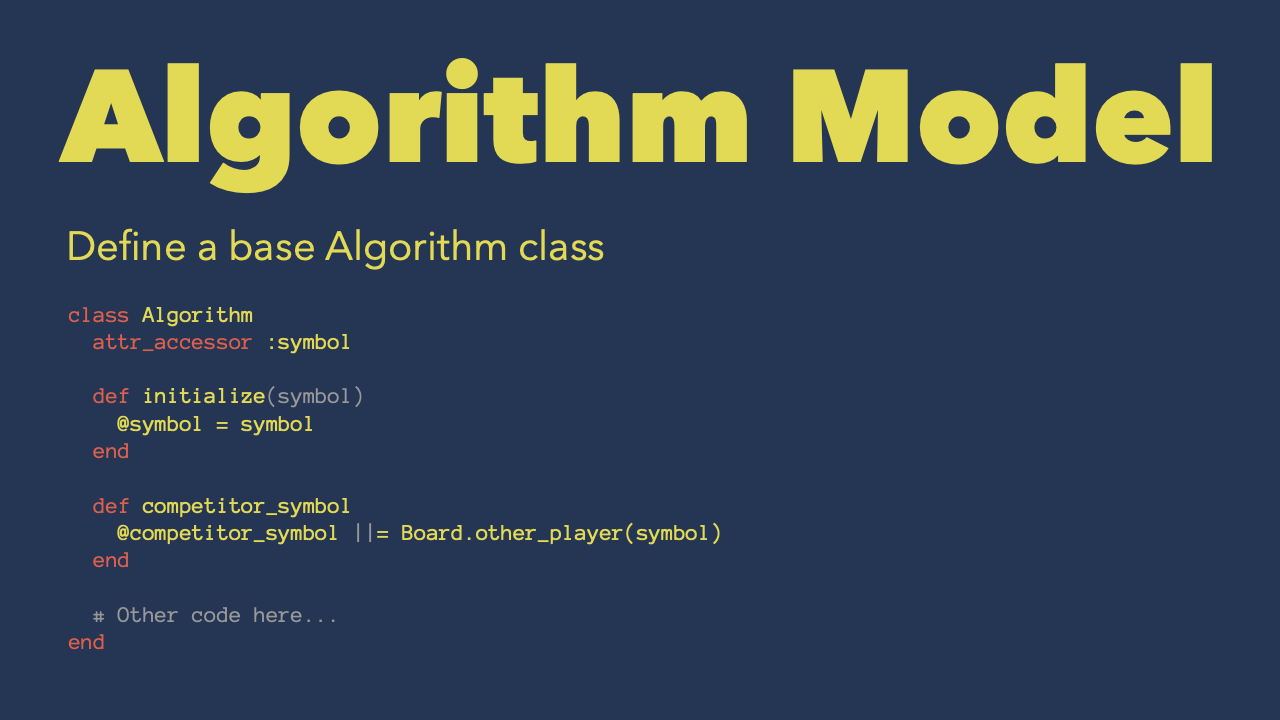 Algorithm Model
Define a base Algorithm class
class Algorithm
  attr_accessor :symbol

  def initialize(symbol)
    @symbol = symbol
  end

  def competitor_symbol
    @competitor_symbol ||= Board.other_player(symbol)
  end

  # Other code here...
end